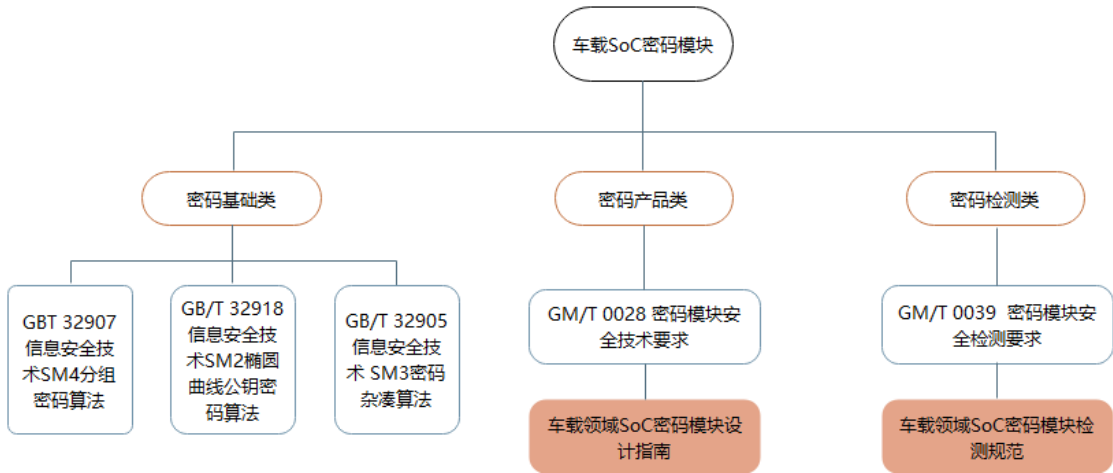 车载SoC密码模块
密码基础类
密码产品类
密码检测类
GBT 32907
信息安全技
术SM4分组
密码算法
GB/T 32918
信息安全技
术SM2椭圆
曲线公钥密
码算法
GB/T 32905
信息安全技
术 SM3密码
杂凑算法
GM/T 0028 密码模块安
全技术要求
GM/T 0039  密码模块安
全检测要求
车载领域SoC密码模块设
计指南
车载领域SoC密码模块检
测规范